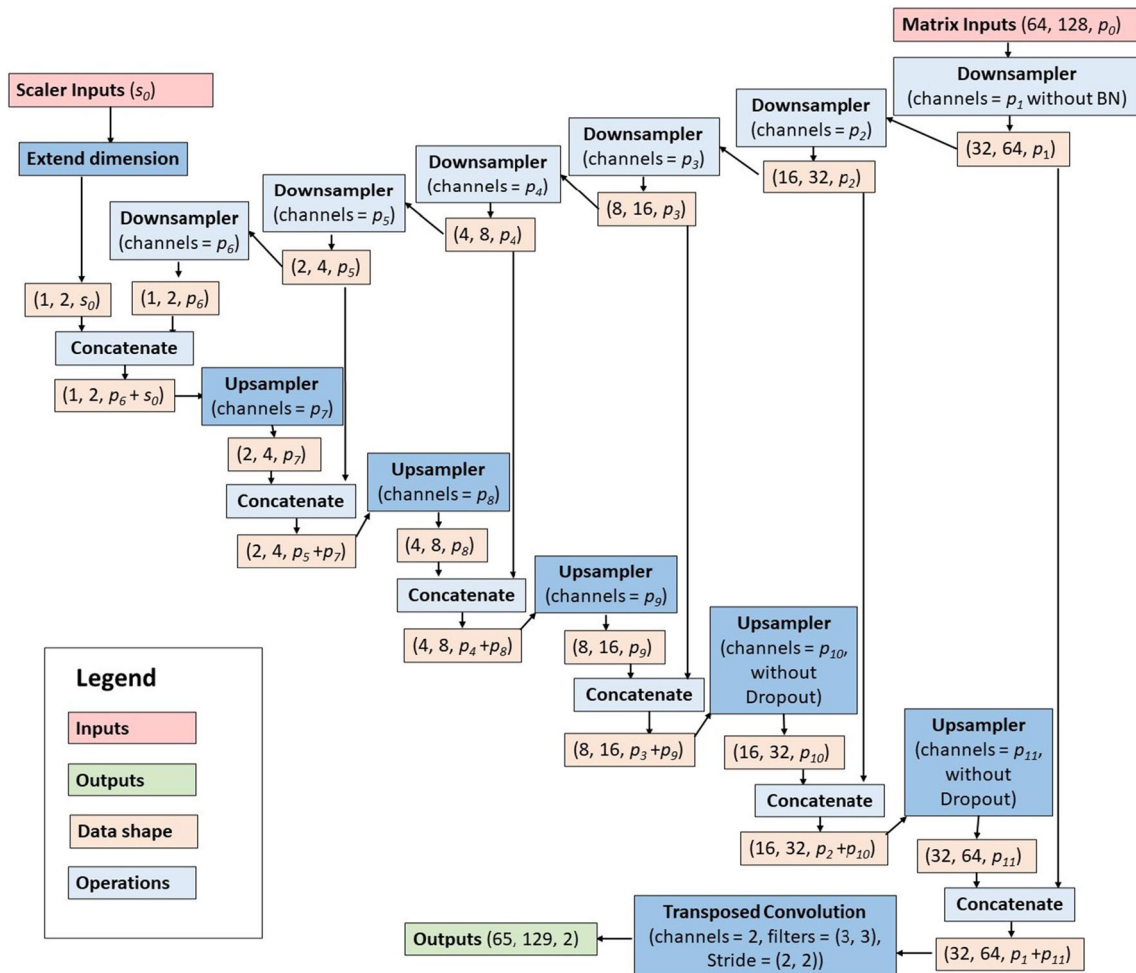 Matrix Inputs (64, 128, p0)
Scaler Inputs (s0)
Downsampler
(channels = p1 without BN)
Downsampler
(channels = p2)
Downsampler
(channels = p3)
Downsampler
(channels = p4)
Downsampler
(channels = p5)
Downsampler
(channels = p6)
Extend dimension
(32, 64, p1)
(16, 32, p2)
(8, 16, p3)
(4, 8, p4)
(2, 4, p5)
(1, 2, s0)
(1, 2, p6)
Concatenate
(1, 2, p6 + s0)
Upsampler
(channels = p7)
(2, 4, p7)
Concatenate
(2, 4, p5+p7)
Upsampler
(channels = p8)
(4, 8, p8)
Concatenate
(4, 8, p4+p8)
Upsampler
(channels = p9)
(8, 16, p9)
Concatenate
(8, 16, p3+p9)
Upsampler
(channels = p10,
without
Dropout)
(16, 32, p10)
Concatenate
(16, 32, p2+p10)
Upsampler
(channels = p11,
without
Dropout)
(32, 64, p11)
Concatenate
(32, 64, p1+p11)
Transposed Convolution
(channels = 2, filters = (3, 3),
Stride = (2, 2))
Outputs (65, 129, 2)
Legend
Inputs
Outputs
Data shape
Operations